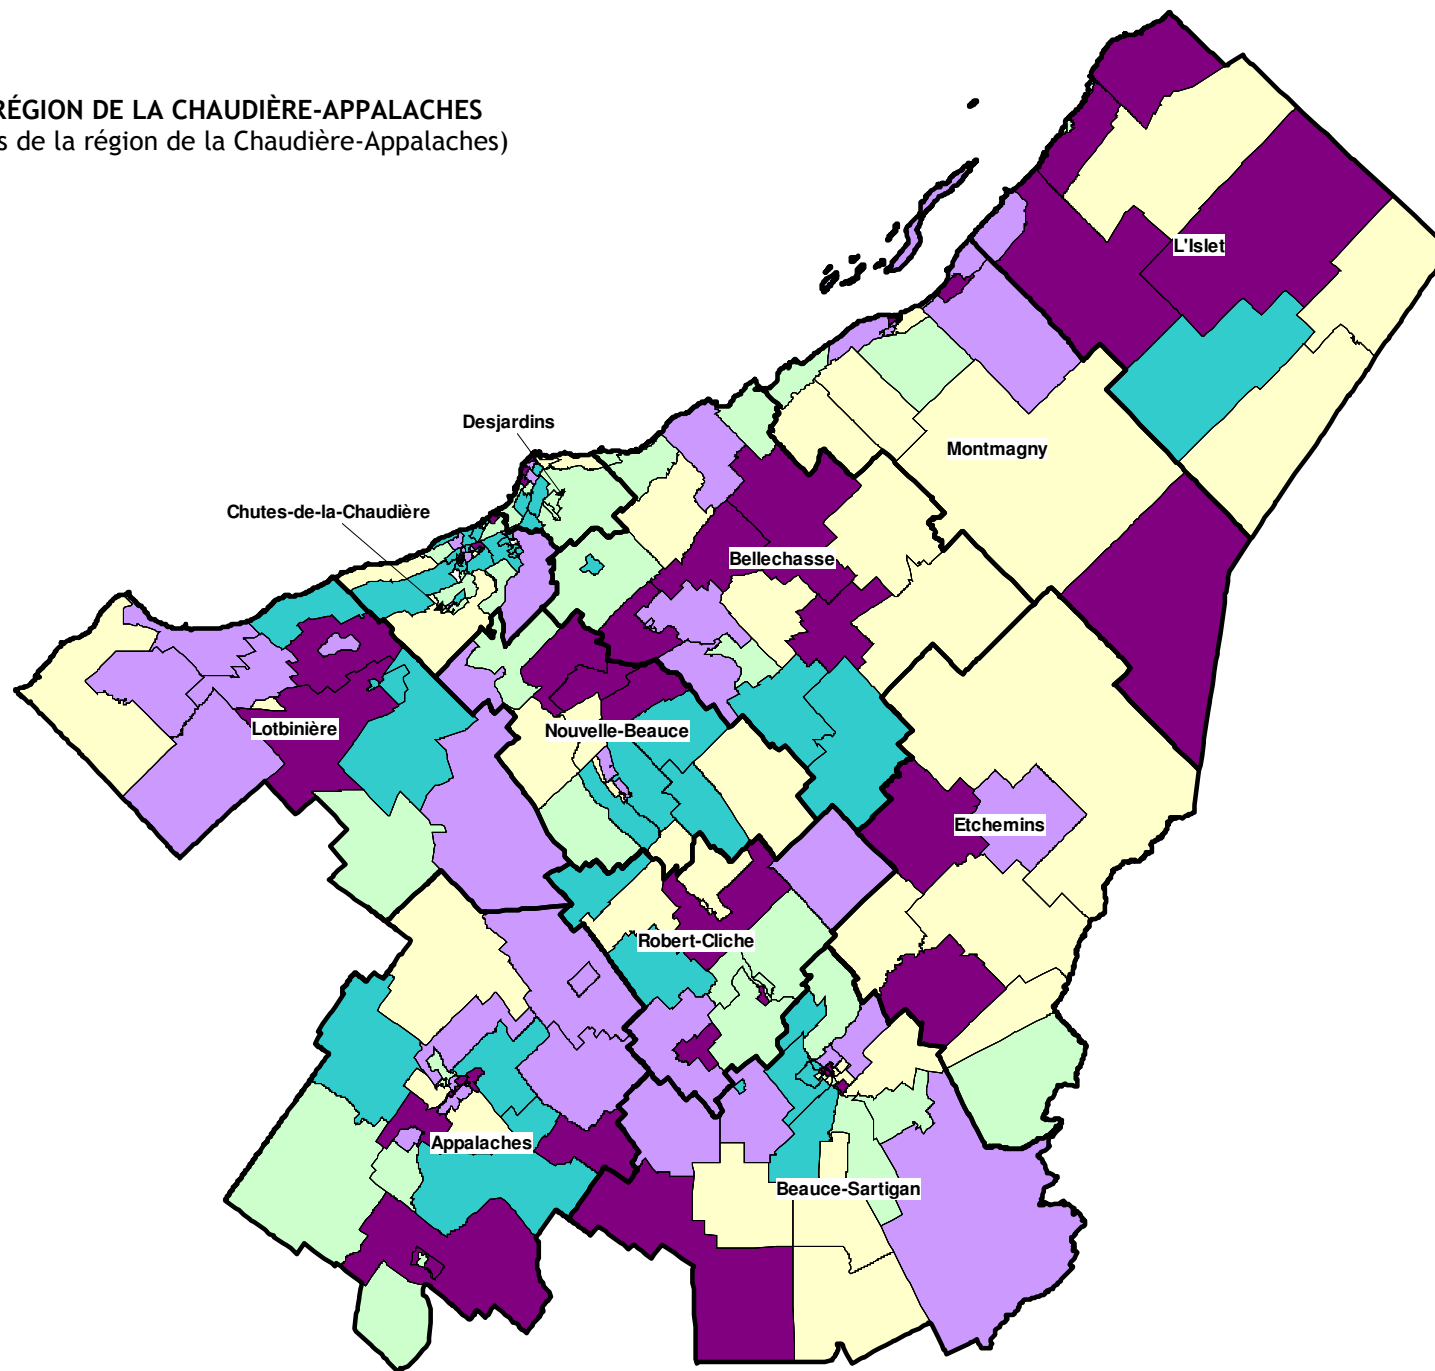 RÉGION DE LA CHAUDIÈRE-APPALACHES
s de la région de la Chaudière-Appalaches)
L'Islet
Desjardins
Montmagny
Chutes-de-la-Chaudière
Bellechasse
Lotbinière
Nouvelle-Beauce
Etchemins
Robert-Cliche
Appalaches
Beauce-Sartigan